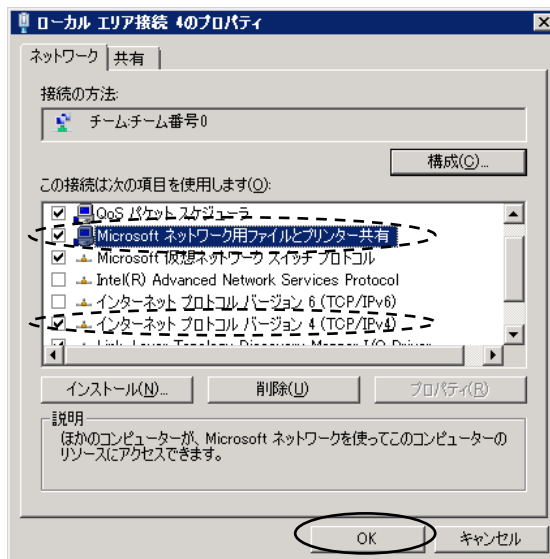 ローカル エリア接続 4のプロパティ
ネットワーク 共有
接続の方法:
チーム:チーム番号0
構成(C)...
この接続は次の項目を使用します(O):
QoS パケット スケジューラ
Microsoft ネットワーク用ファイルとプリンター共有
Microsoft 仮想ネットワーク スイッチ プロトコル
Intel(R) Advanced Network Services Protocol
インターネット プロトコル バージョン 6 (TCP/IPv6)
インターネット プロトコル バージョン 4 (TCP/IPv4)
Link-Layer Topology Discovery Mapper I/O Driver
インストール(N)... 削除(U) プロパティ(R)
説明
ほかのコンピューターが、Microsoft ネットワークを使ってこのコンピューターの
リソースにアクセスできます。
OK キャンセル